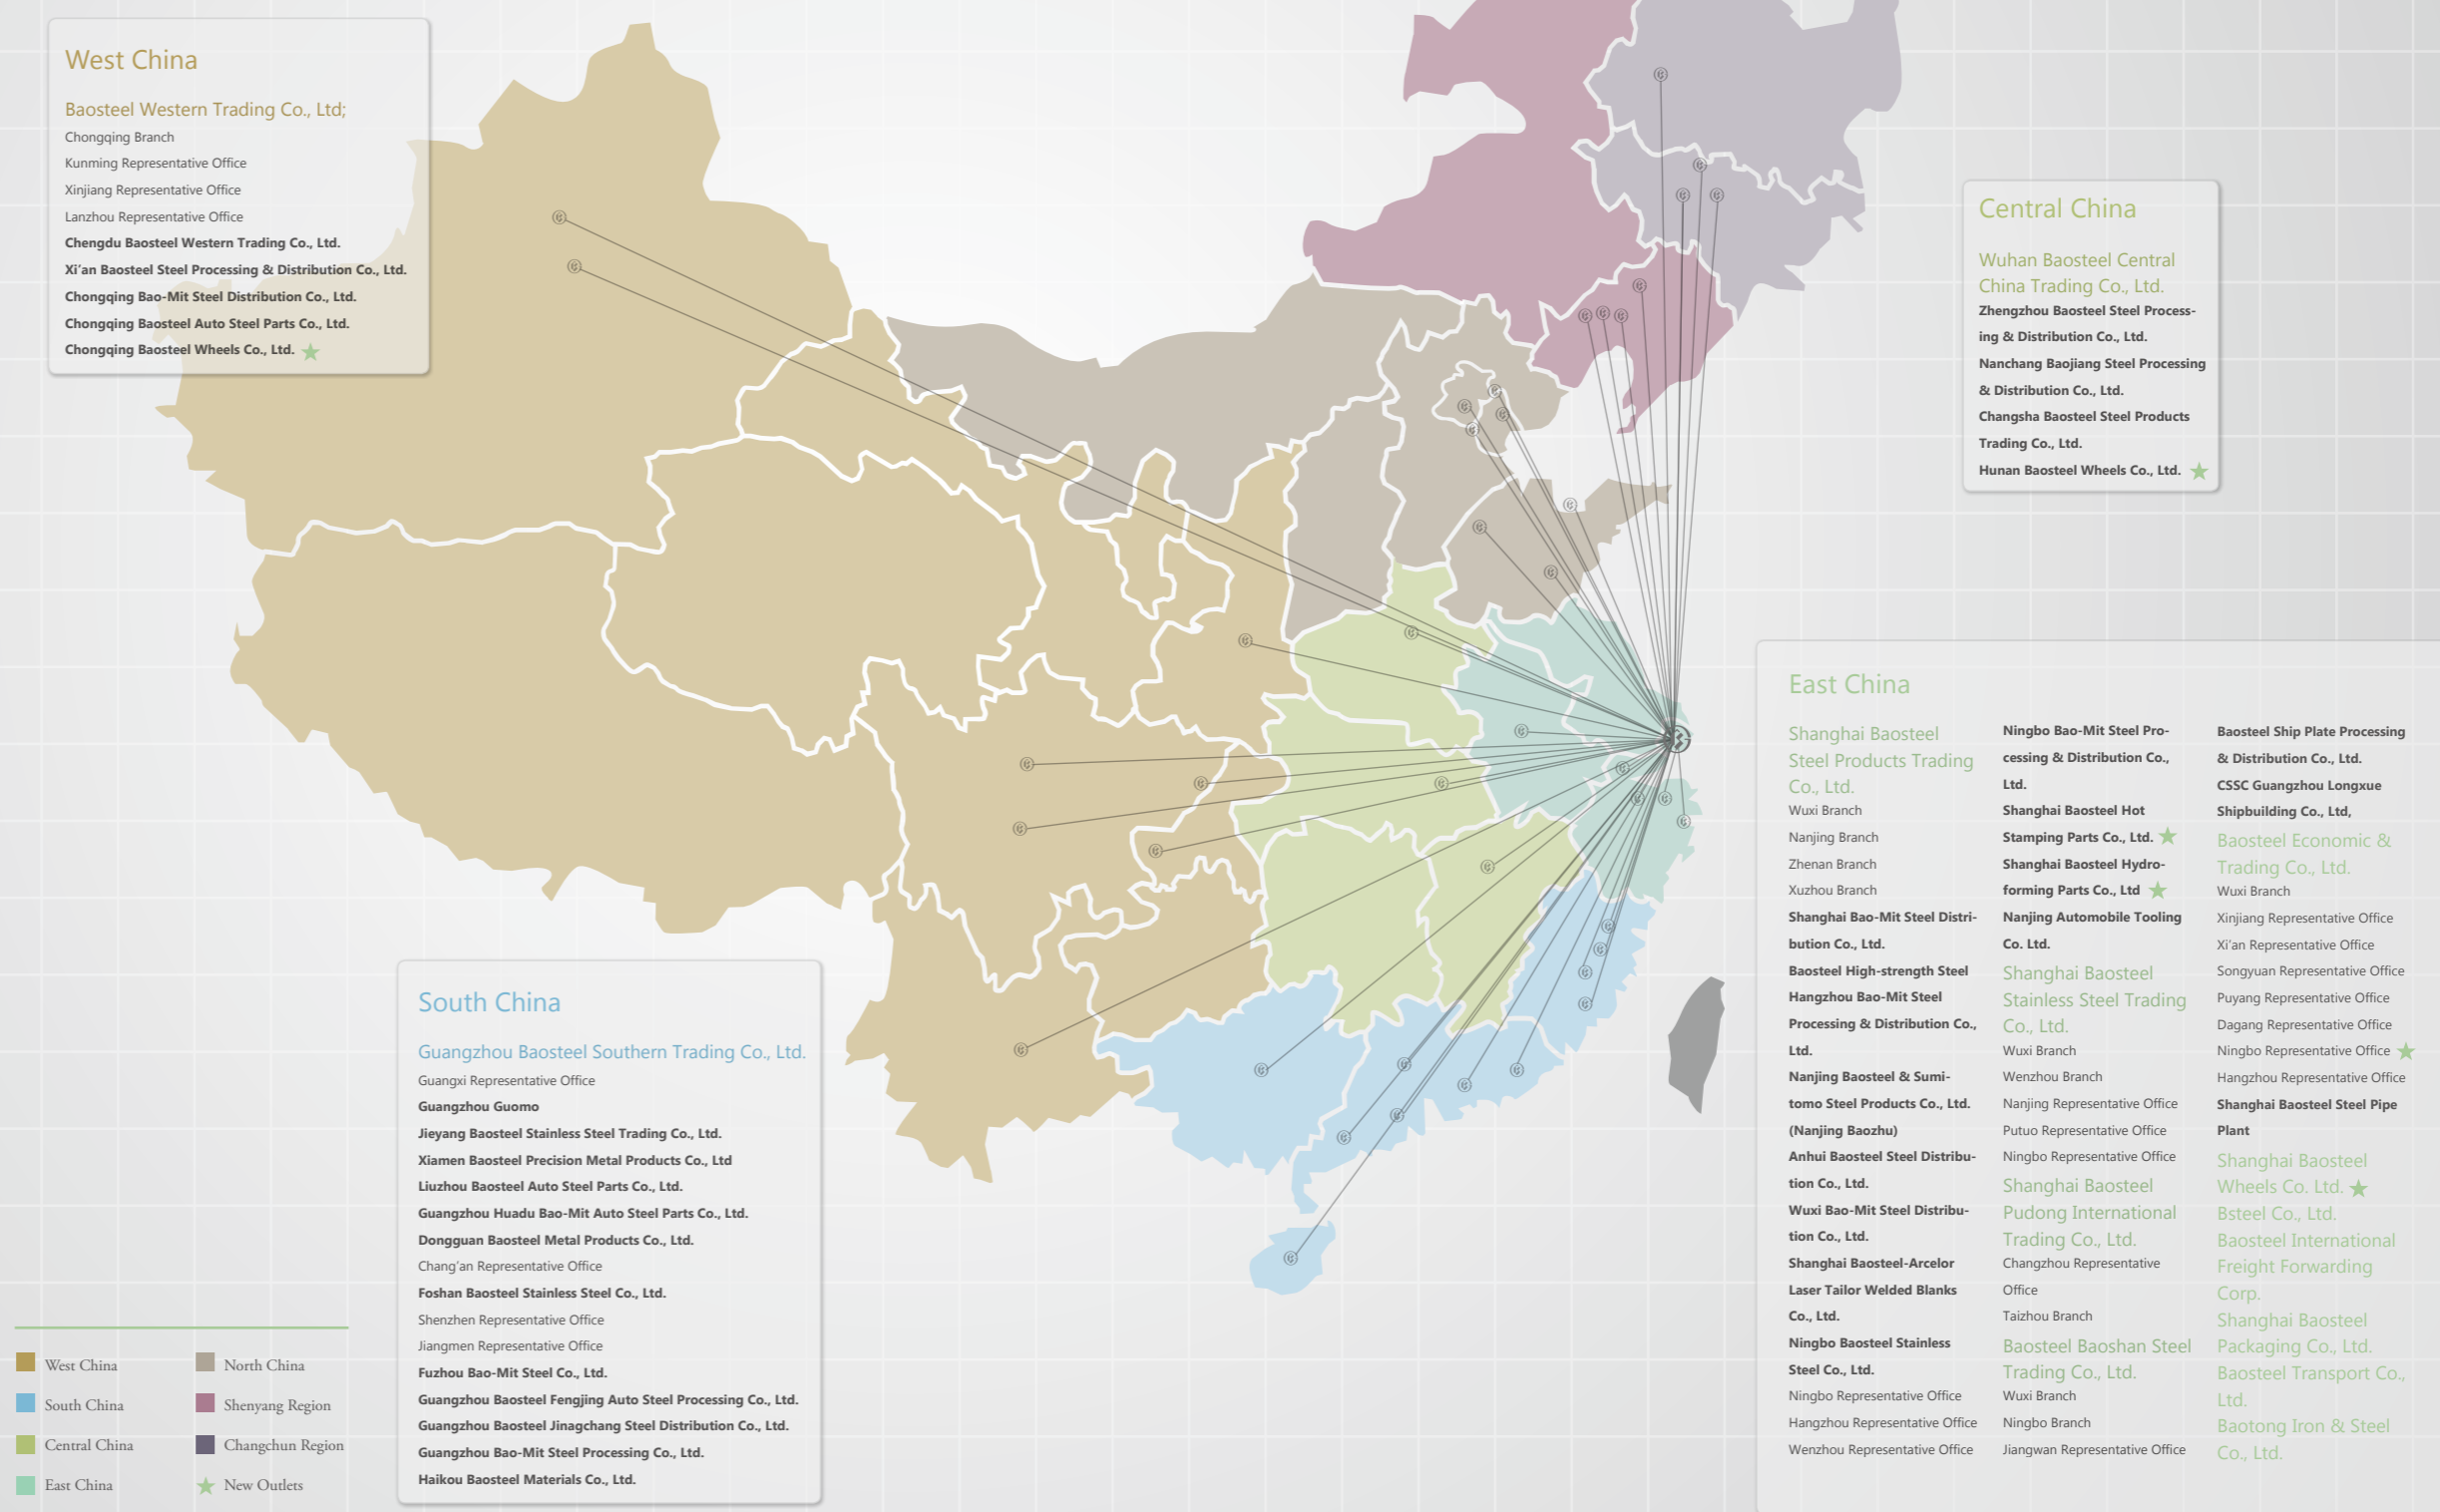 West China
Baosteel Western Trading Co., Ltd;
Chongqing Branch
Kunming Representative Office
Xinjiang Representative Office
Lanzhou Representative Office
Chengdu Baosteel Western Trading Co., Ltd.
Xi’an Baosteel Steel Processing & Distribution Co., Ltd.
Chongqing Bao-Mit Steel Distribution Co., Ltd.
Chongqing Baosteel Auto Steel Parts Co., Ltd.
Chongqing Baosteel Wheels Co., Ltd.
Central China
Wuhan Baosteel Central
China Trading Co., Ltd.
Zhengzhou Baosteel Steel Process-
ing & Distribution Co., Ltd.
Nanchang Baojiang Steel Processing
& Distribution Co., Ltd.
Changsha Baosteel Steel Products
Trading Co., Ltd.
Hunan Baosteel Wheels Co., Ltd.
East China
Shanghai Baosteel
Steel Products Trading
Co., Ltd.
Wuxi Branch
Nanjing Branch
Zhenan Branch
Xuzhou Branch
Shanghai Bao-Mit Steel Distri-
bution Co., Ltd.
Baosteel High-strength Steel
Hangzhou Bao-Mit Steel
Processing & Distribution Co.,
Ltd.
Nanjing Baosteel & Sumi-
tomo Steel Products Co., Ltd.
(Nanjing Baozhu)
Anhui Baosteel Steel Distribu-
tion Co., Ltd.
Wuxi Bao-Mit Steel Distribu-
tion Co., Ltd.
Shanghai Baosteel-Arcelor
Laser Tailor Welded Blanks
Co., Ltd.
Ningbo Baosteel Stainless
Steel Co., Ltd.
Ningbo Representative Office
Hangzhou Representative Office
Wenzhou Representative Office
Ningbo Bao-Mit Steel Pro-
cessing & Distribution Co.,
Ltd.
Shanghai Baosteel Hot
Stamping Parts Co., Ltd.
Shanghai Baosteel Hydro-
forming Parts Co., Ltd
Nanjing Automobile Tooling
Co. Ltd.
Shanghai Baosteel
Stainless Steel Trading
Co., Ltd.
Wuxi Branch
Wenzhou Branch
Nanjing Representative Office
Putuo Representative Office
Ningbo Representative Office
Shanghai Baosteel
Pudong International
Trading Co., Ltd.
Changzhou Representative
Office
Taizhou Branch
Baosteel Baoshan Steel
Trading Co., Ltd.
Wuxi Branch
Ningbo Branch
Jiangwan Representative Office
Baosteel Ship Plate Processing
& Distribution Co., Ltd.
CSSC Guangzhou Longxue
Shipbuilding Co., Ltd,
Baosteel Economic &
Trading Co., Ltd.
Wuxi Branch
Xinjiang Representative Office
Xi’an Representative Office
Songyuan Representative Office
Puyang Representative Office
Dagang Representative Office
Ningbo Representative Office
Hangzhou Representative Office
Shanghai Baosteel Steel Pipe
Plant
Shanghai Baosteel
Wheels Co. Ltd.
Bsteel Co., Ltd.
Baosteel International
Freight Forwarding
Corp.
Shanghai Baosteel
Packaging Co., Ltd.
Baosteel Transport Co.,
Ltd.
Baotong Iron & Steel
Co., Ltd.
South China
Guangzhou Baosteel Southern Trading Co., Ltd.
Guangxi Representative Office
Guangzhou Guomo
Jieyang Baosteel Stainless Steel Trading Co., Ltd.
Xiamen Baosteel Precision Metal Products Co., Ltd
Liuzhou Baosteel Auto Steel Parts Co., Ltd.
Guangzhou Huadu Bao-Mit Auto Steel Parts Co., Ltd.
Dongguan Baosteel Metal Products Co., Ltd.
Chang’an Representative Office
Foshan Baosteel Stainless Steel Co., Ltd.
Shenzhen Representative Office
Jiangmen Representative Office
Fuzhou Bao-Mit Steel Co., Ltd.
Guangzhou Baosteel Fengjing Auto Steel Processing Co., Ltd.
Guangzhou Baosteel Jinagchang Steel Distribution Co., Ltd.
Guangzhou Bao-Mit Steel Processing Co., Ltd.
Haikou Baosteel Materials Co., Ltd.
West China
South China
Central China
East China
North China
Shenyang Region
Changchun Region
New Outlets